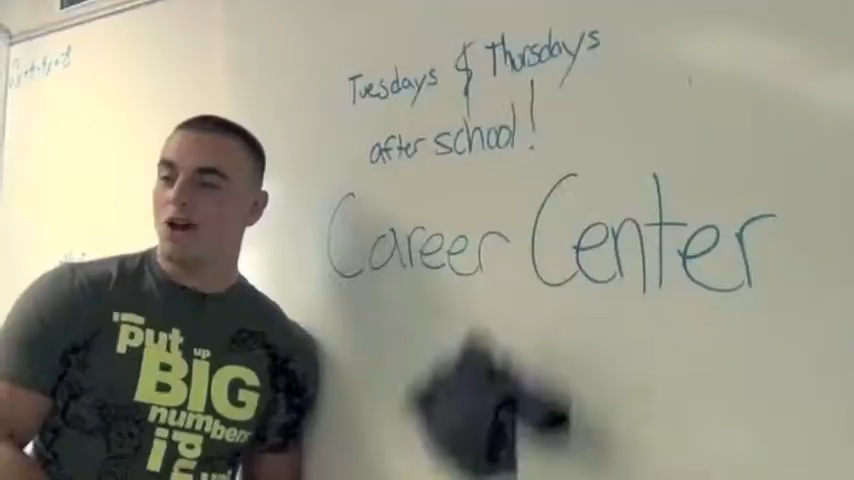 Tuesdays & Thursdays
after school!
Career Center
i put
up
BIG
numbers